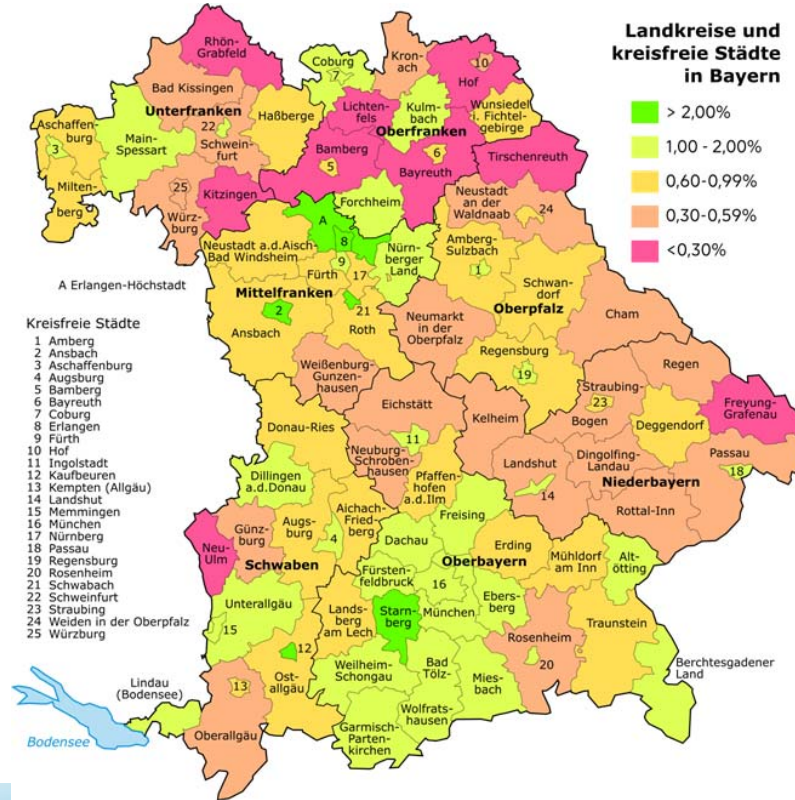 Landkreise und
kreisfreie Städte
in Bayern
> 2,00%
1,00 - 2,00%
0,60-0,99%
0,30-0,59%
<0,30%
Rhön-
Grabfeld
Coburg
7
Kron-
ach
10
Hof
Bad Kissingen
Unterfranken
22
Schwein-
furt
Haßberge
Lichten-
fels
Kulm-
bach
Oberfranken
Wunsiedel
i. Fichtel-
gebirge
Aschaffen-
burg
3
Main-
Spessart
Milten-
berg
25
Würz-
burg
Kitzingen
Bamberg
5
6
Bayreuth
Tirschenreuth
A
8
Forchheim
Neustadt
an der
Waldnaab
24
Neustadt a.d.Aisch-
Bad Windsheim
9
Fürth
17
Nürn-
berger
Land
Amberg-
Sulzbach
1
Schwan-
dorf
Oberpfalz
A Erlangen-Höchstadt
Mittelfranken
2
Ansbach
21
Roth
Neumarkt
in der
Oberpfalz
Cham
Regensburg
19
Weißenburg-
Gunzen-
hausen
Regen
Straubing-
23
Bogen
Freyung-
Grafenau
Deggendorf
Eichstätt
Kelheim
Donau-Ries
11
Neuburg-
Schroben-
hausen
Landshut
14
Dingolfing-
Landau
Niederbayern
Passau
18
Rottal-Inn
Dillingen
a.d.Donau
Pfaffen-
hofen
a.d.Ilm
Aichach-
Fried-
berg
Freising
Neu-
Ulm
Günz-
burg
Augs-
burg
4
Schwaben
Dachau
Oberbayern
Erding
Mühldorf
am Inn
Alt-
ötting
Fürsten-
feldbruck
16
München
Ebers-
berg
Unterallgäu
15
Lands-
berg
am Lech
Starn-
berg
Rosenheim
20
Traunstein
12
13
Ost-
allgäu
Weilheim-
Schongau
Bad
Tölz-
Wolfrats-
hausen
Mies-
bach
Berchtesgadener
Land
Garmisch-
Parten-
kirchen
Oberallgäu
Lindau
(Bodensee)
Bodensee
Kreisfreie Städte
1 Amberg
2 Ansbach
3 Aschaffenburg
4 Augsburg
5 Bamberg
6 Bayreuth
7 Coburg
8 Erlangen
9 Fürth
10 Hof
11 Ingolstadt
12 Kaufbeuren
13 Kempten (Allgäu)
14 Landshut
15 Memmingen
16 München
17 Nürnberg
18 Passau
19 Regensburg
20 Rosenheim
21 Schwabach
22 Schweinfurt
23 Straubing
24 Weiden in der Oberpfalz
25 Würzburg